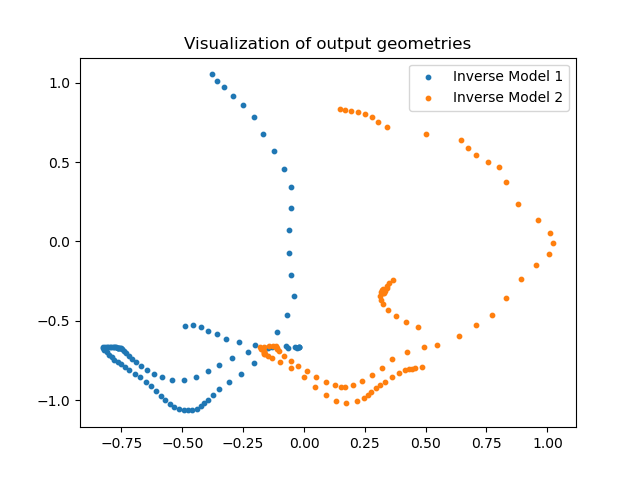 Visualization of output geometries
Inverse Model 1
Inverse Model 2
1.0
0.5
0.0
−0.5
−1.0
−0.75 −0.50 −0.25 0.00 0.25 0.50 0.75 1.00